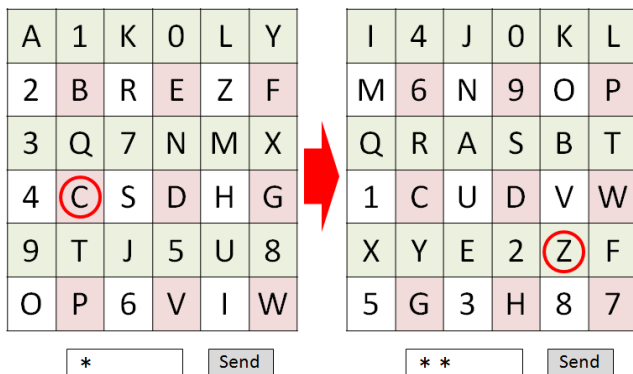 A 1 K 0 L Y
2 B R E Z F
3 Q 7 N M X
4 C S D H G
9 T J 5 U 8
O P 6 V I W
* Send
I 4 J 0 K L
M 6 N 9 O P
Q R A S B T
1 C U D V W
X Y E 2 Z F
5 G 3 H 8 7
* * Send